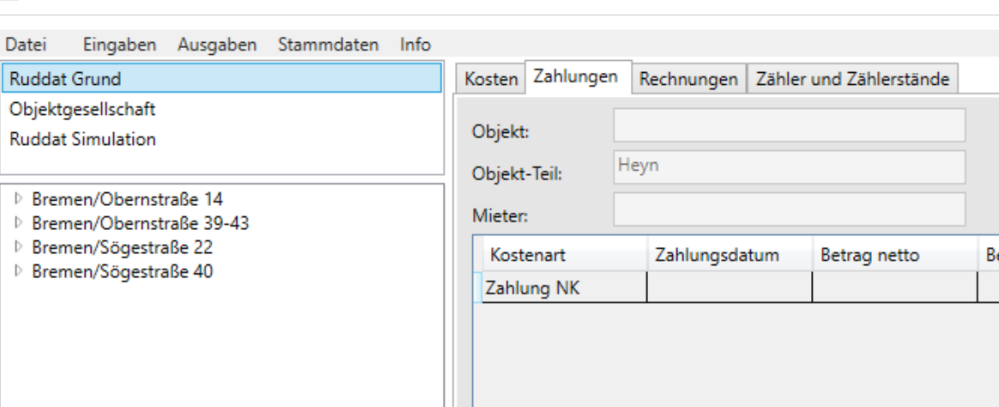 Datei Eingaben Ausgaben Stammdaten Info
Ruddat Grund
Objektgesellschaft
Ruddat Simulation
Bremen/Obernstraße 14
Bremen/Obernstraße 39-43
Bremen/Sögestraße 22
Bremen/Sögestraße 40
Kosten Zahlungen Rechnungen Zähler und Zählerstände
Objekt:
Objekt-Teil: Heyn
Mieter:
Kostenart Zahlungsdatum Betrag netto
Zahlung NK